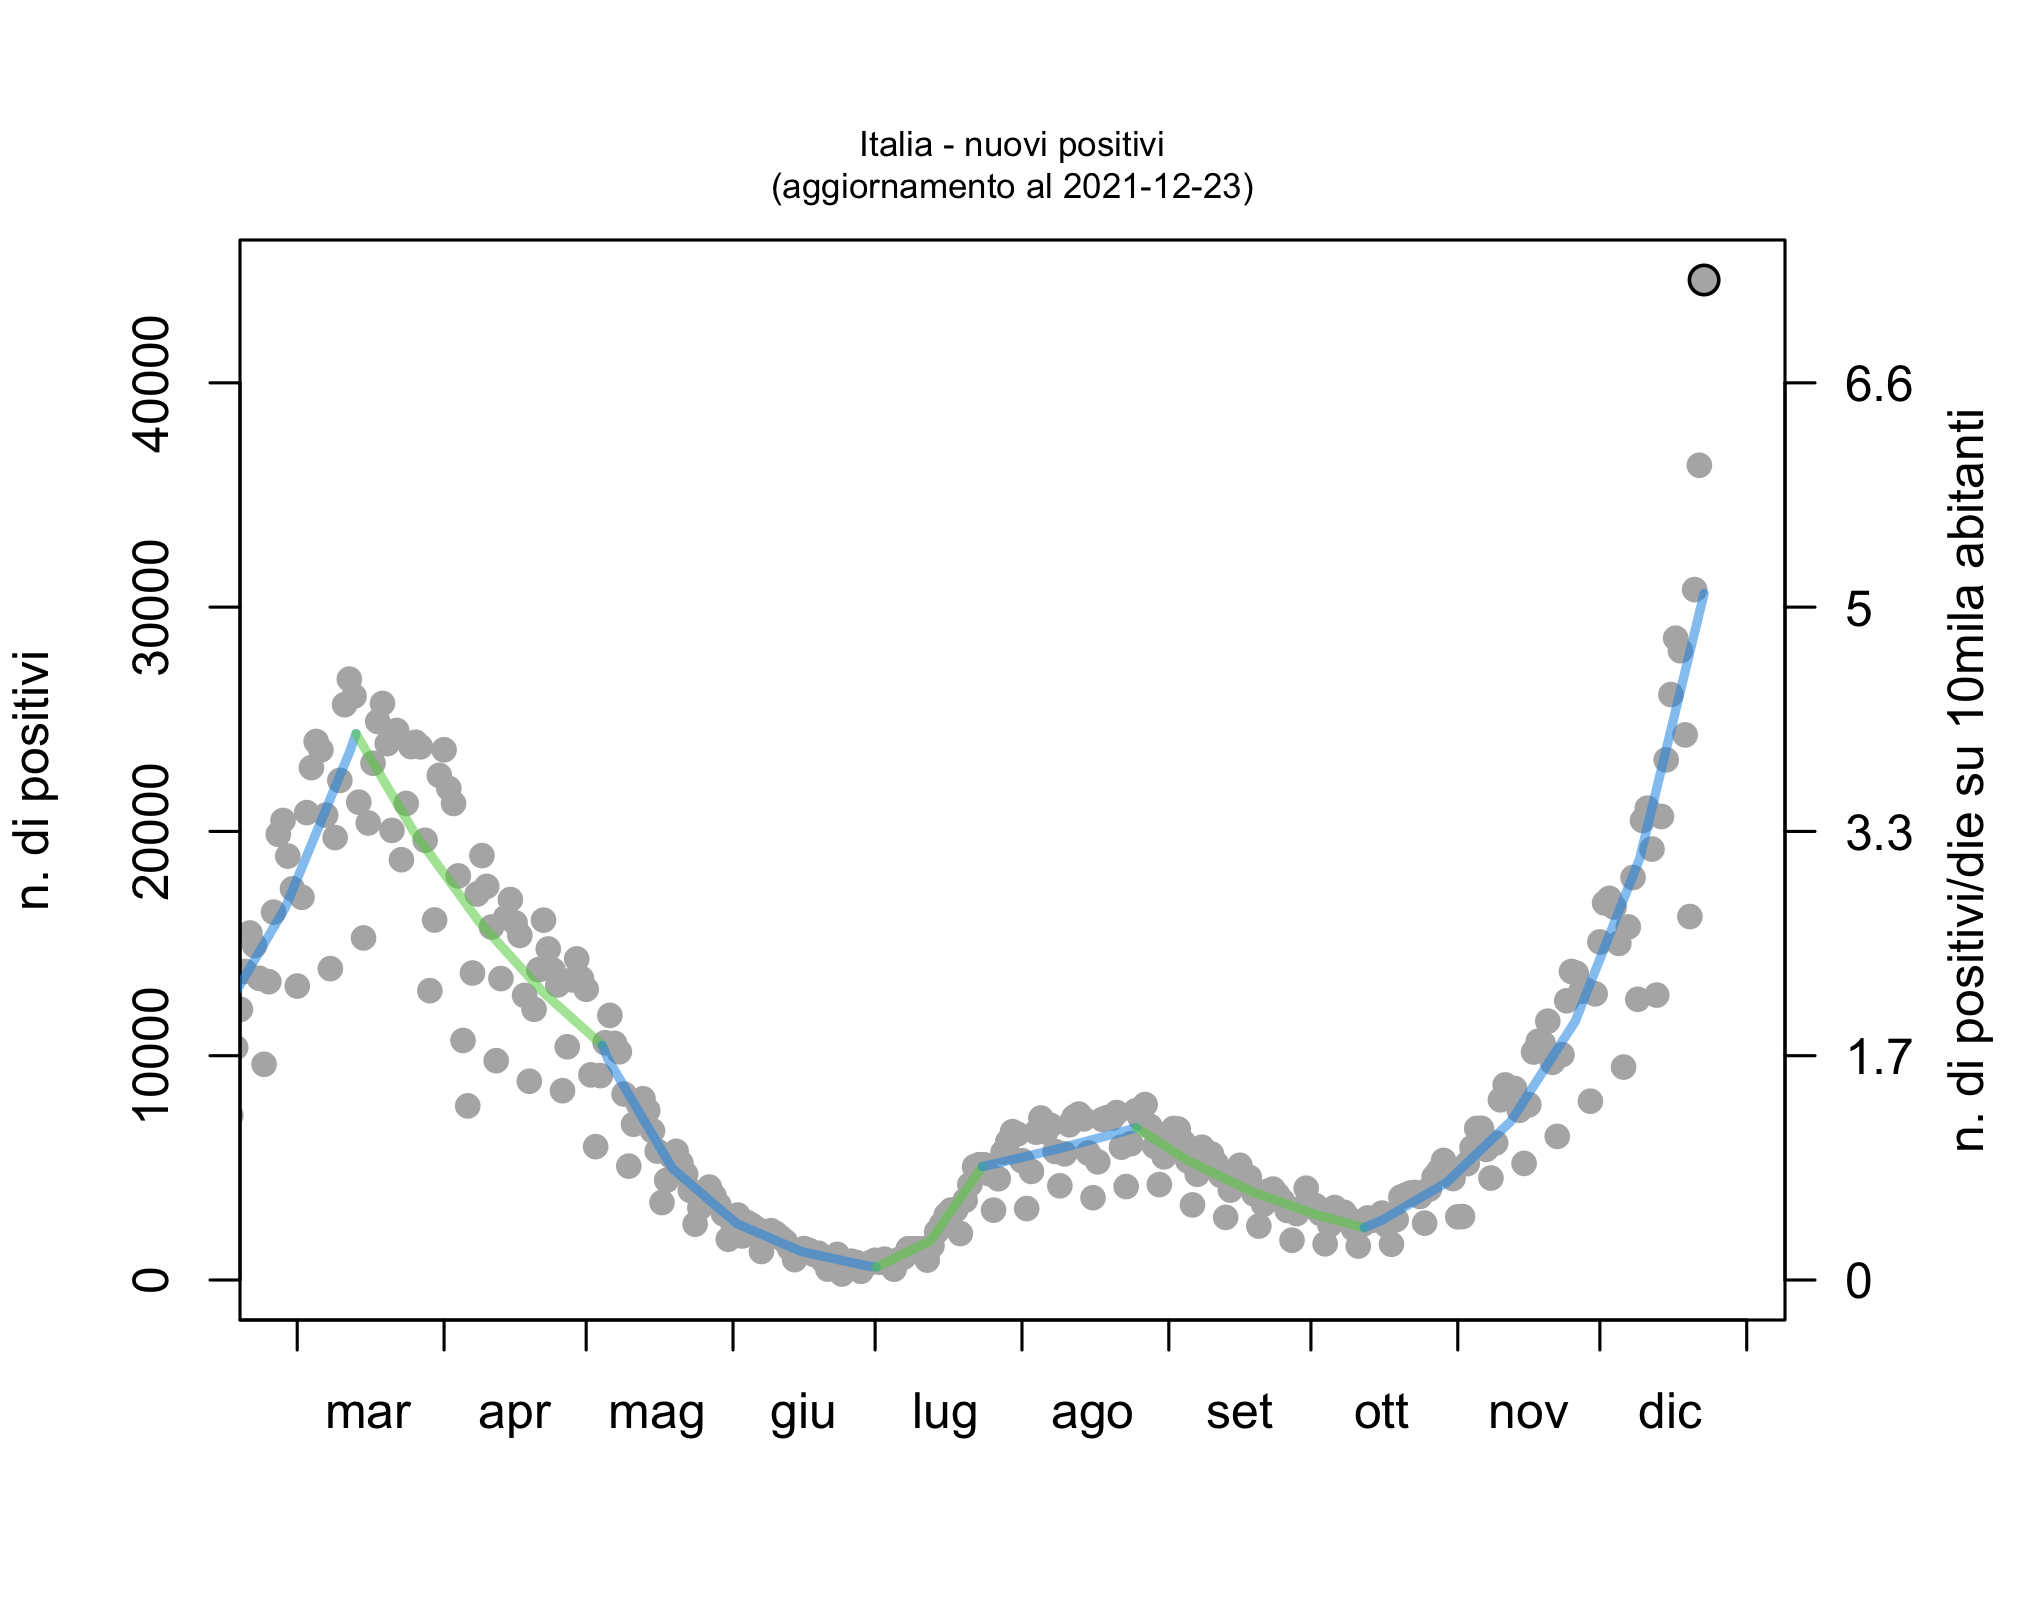 Italia - nuovi positivi
(aggiornamento al 2021-12-23)
n. di positivi
40000
30000
20000
10000
0
6.6
5
3.3
1.7
0
n. di positivi/die su 10mila abitanti
mar apr mag giu lug ago set ott nov dic